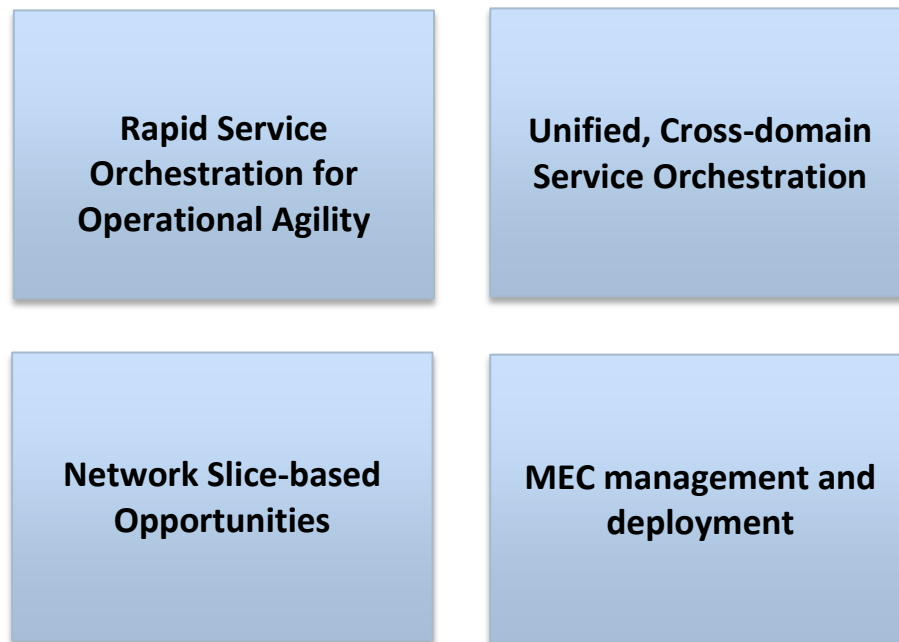 Rapid Service
Orchestration for
Operational Agility
Unified, Cross-domain
Service Orchestration
Network Slice-based
Opportunities
MEC management and
deployment